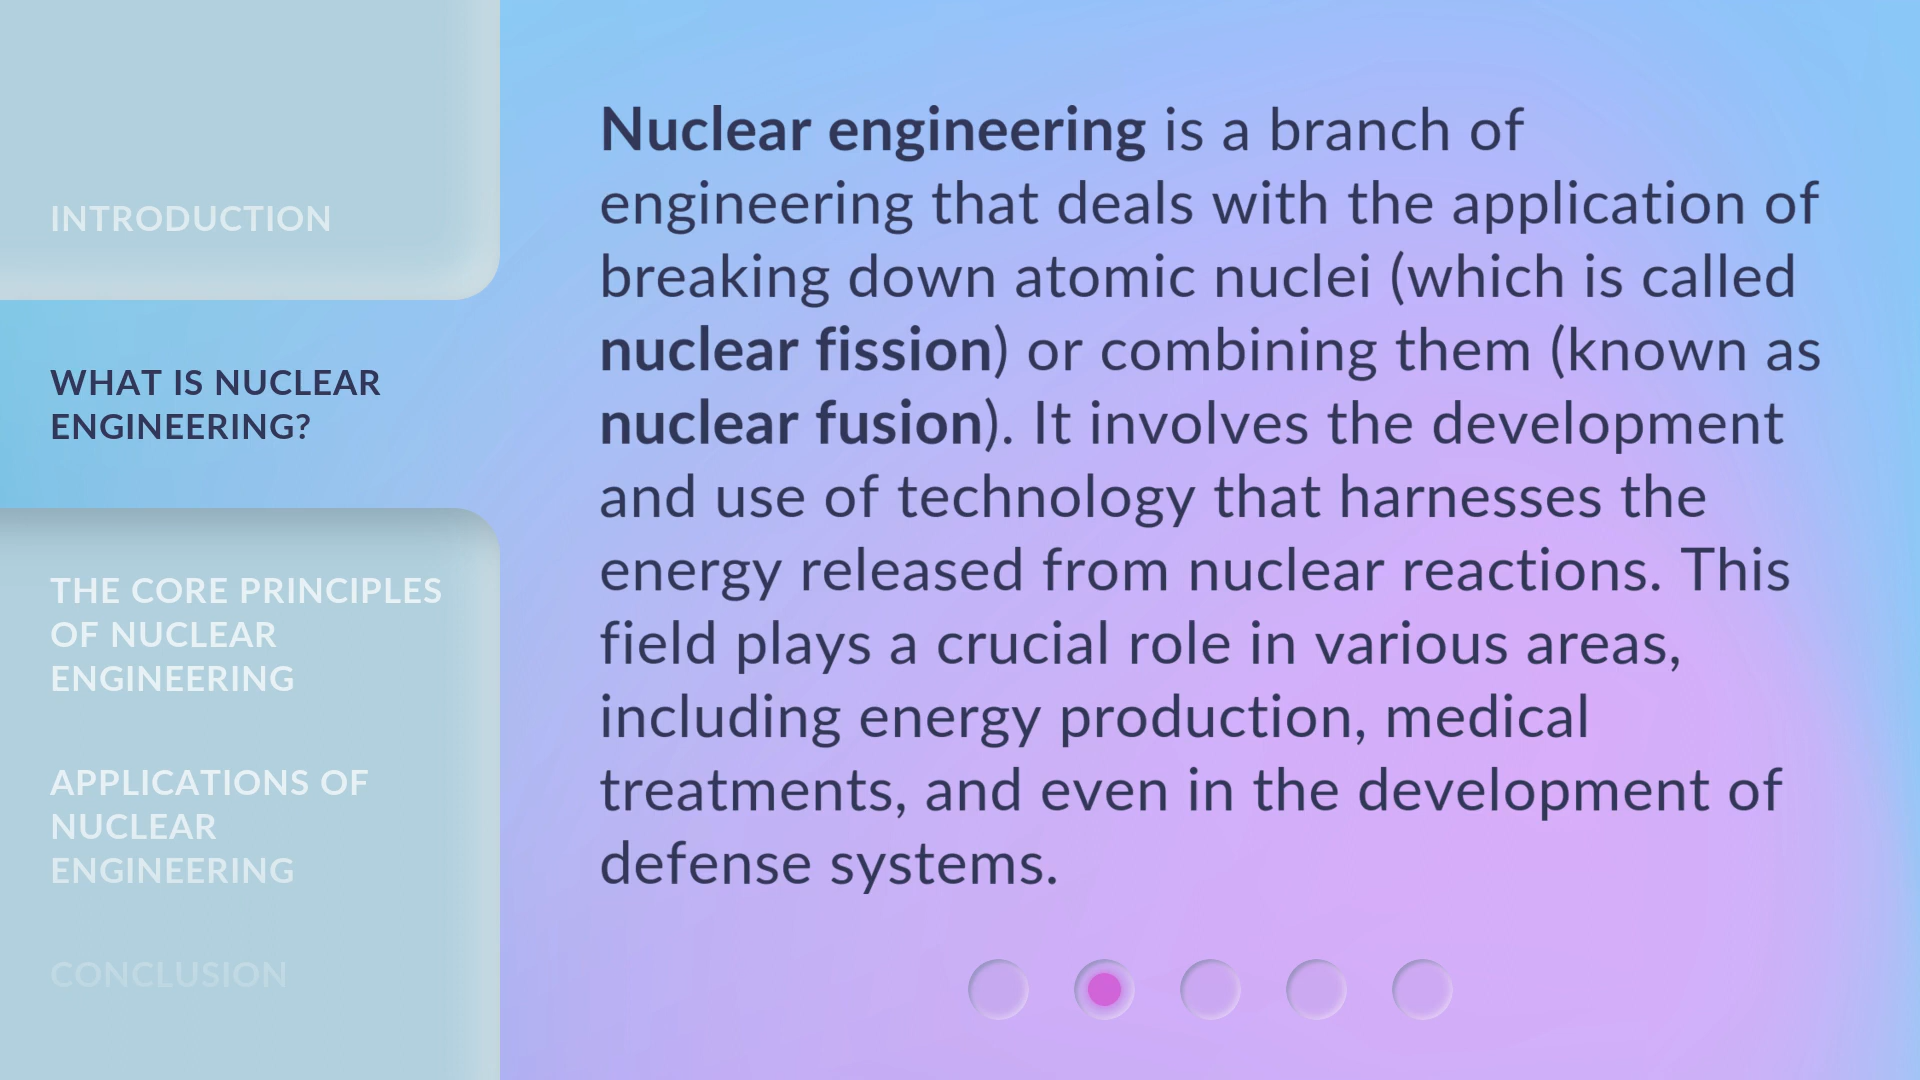 INTRODUCTION
WHAT IS NUCLEAR
ENGINEERING?
THE CORE PRINCIPLES
OF NUCLEAR
ENGINEERING
APPLICATIONS OF
NUCLEAR
ENGINEERING
CONCLUSION
Nuclear engineering is a branch of
engineering that deals with the application of
breaking down atomic nuclei (which is called
nuclear fission) or combining them (known as
nuclear fusion). It involves the development
and use of technology that harnesses the
energy released from nuclear reactions. This
field plays a crucial role in various areas,
including energy production, medical
treatments, and even in the development of
defense systems.